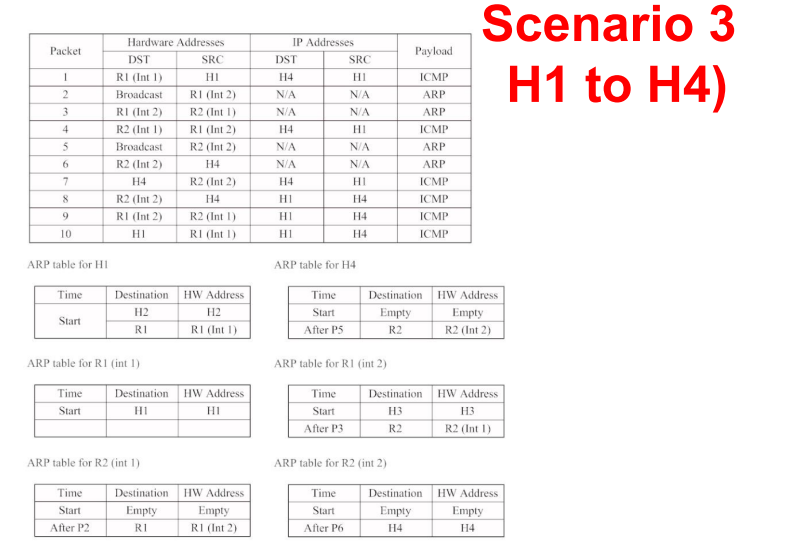 Scenario 3
H1 to H4)
Packet Hardware Addresses IP Addresses Payload
DST SRC DST SRC
1 R1 (Int 1) H1 H4 H1 ICMP
2 Broadcast R1 (Int 2) N/A N/A ARP
3 R1 (Int 2) R2 (Int 1) N/A N/A ARP
4 R2 (Int 1) R1 (Int 2) H4 H1 ICMP
5 Broadcast R2 (Int 2) N/A N/A ARP
6 R2 (Int 2) H4 N/A N/A ARP
7 H4 R2 (Int 2) H4 H1 ICMP
8 R2 (Int 2) H4 H1 H4 ICMP
9 R1 (Int 2) R2 (Int 1) H1 H4 ICMP
10 H1 R1 (Int 1) H1 H4 ICMP
ARP table for H1
Time Destination HW Address
Start H2 H2
R1 R1 (Int 1)
ARP table for H4
Time Destination HW Address
Start Empty Empty
After P5 R2 R2 (Int 2)
ARP table for R1 (int 1)
Time Destination HW Address
Start H1 H1
ARP table for R1 (int 2)
Time Destination HW Address
Start H3 H3
After P3 R2 R2 (Int 1)
ARP table for R2 (int 1)
Time Destination HW Address
Start Empty Empty
After P2 R1 R1 (Int 2)
ARP table for R2 (int 2)
Time Destination HW Address
Start Empty Empty
After P6 H4 H4